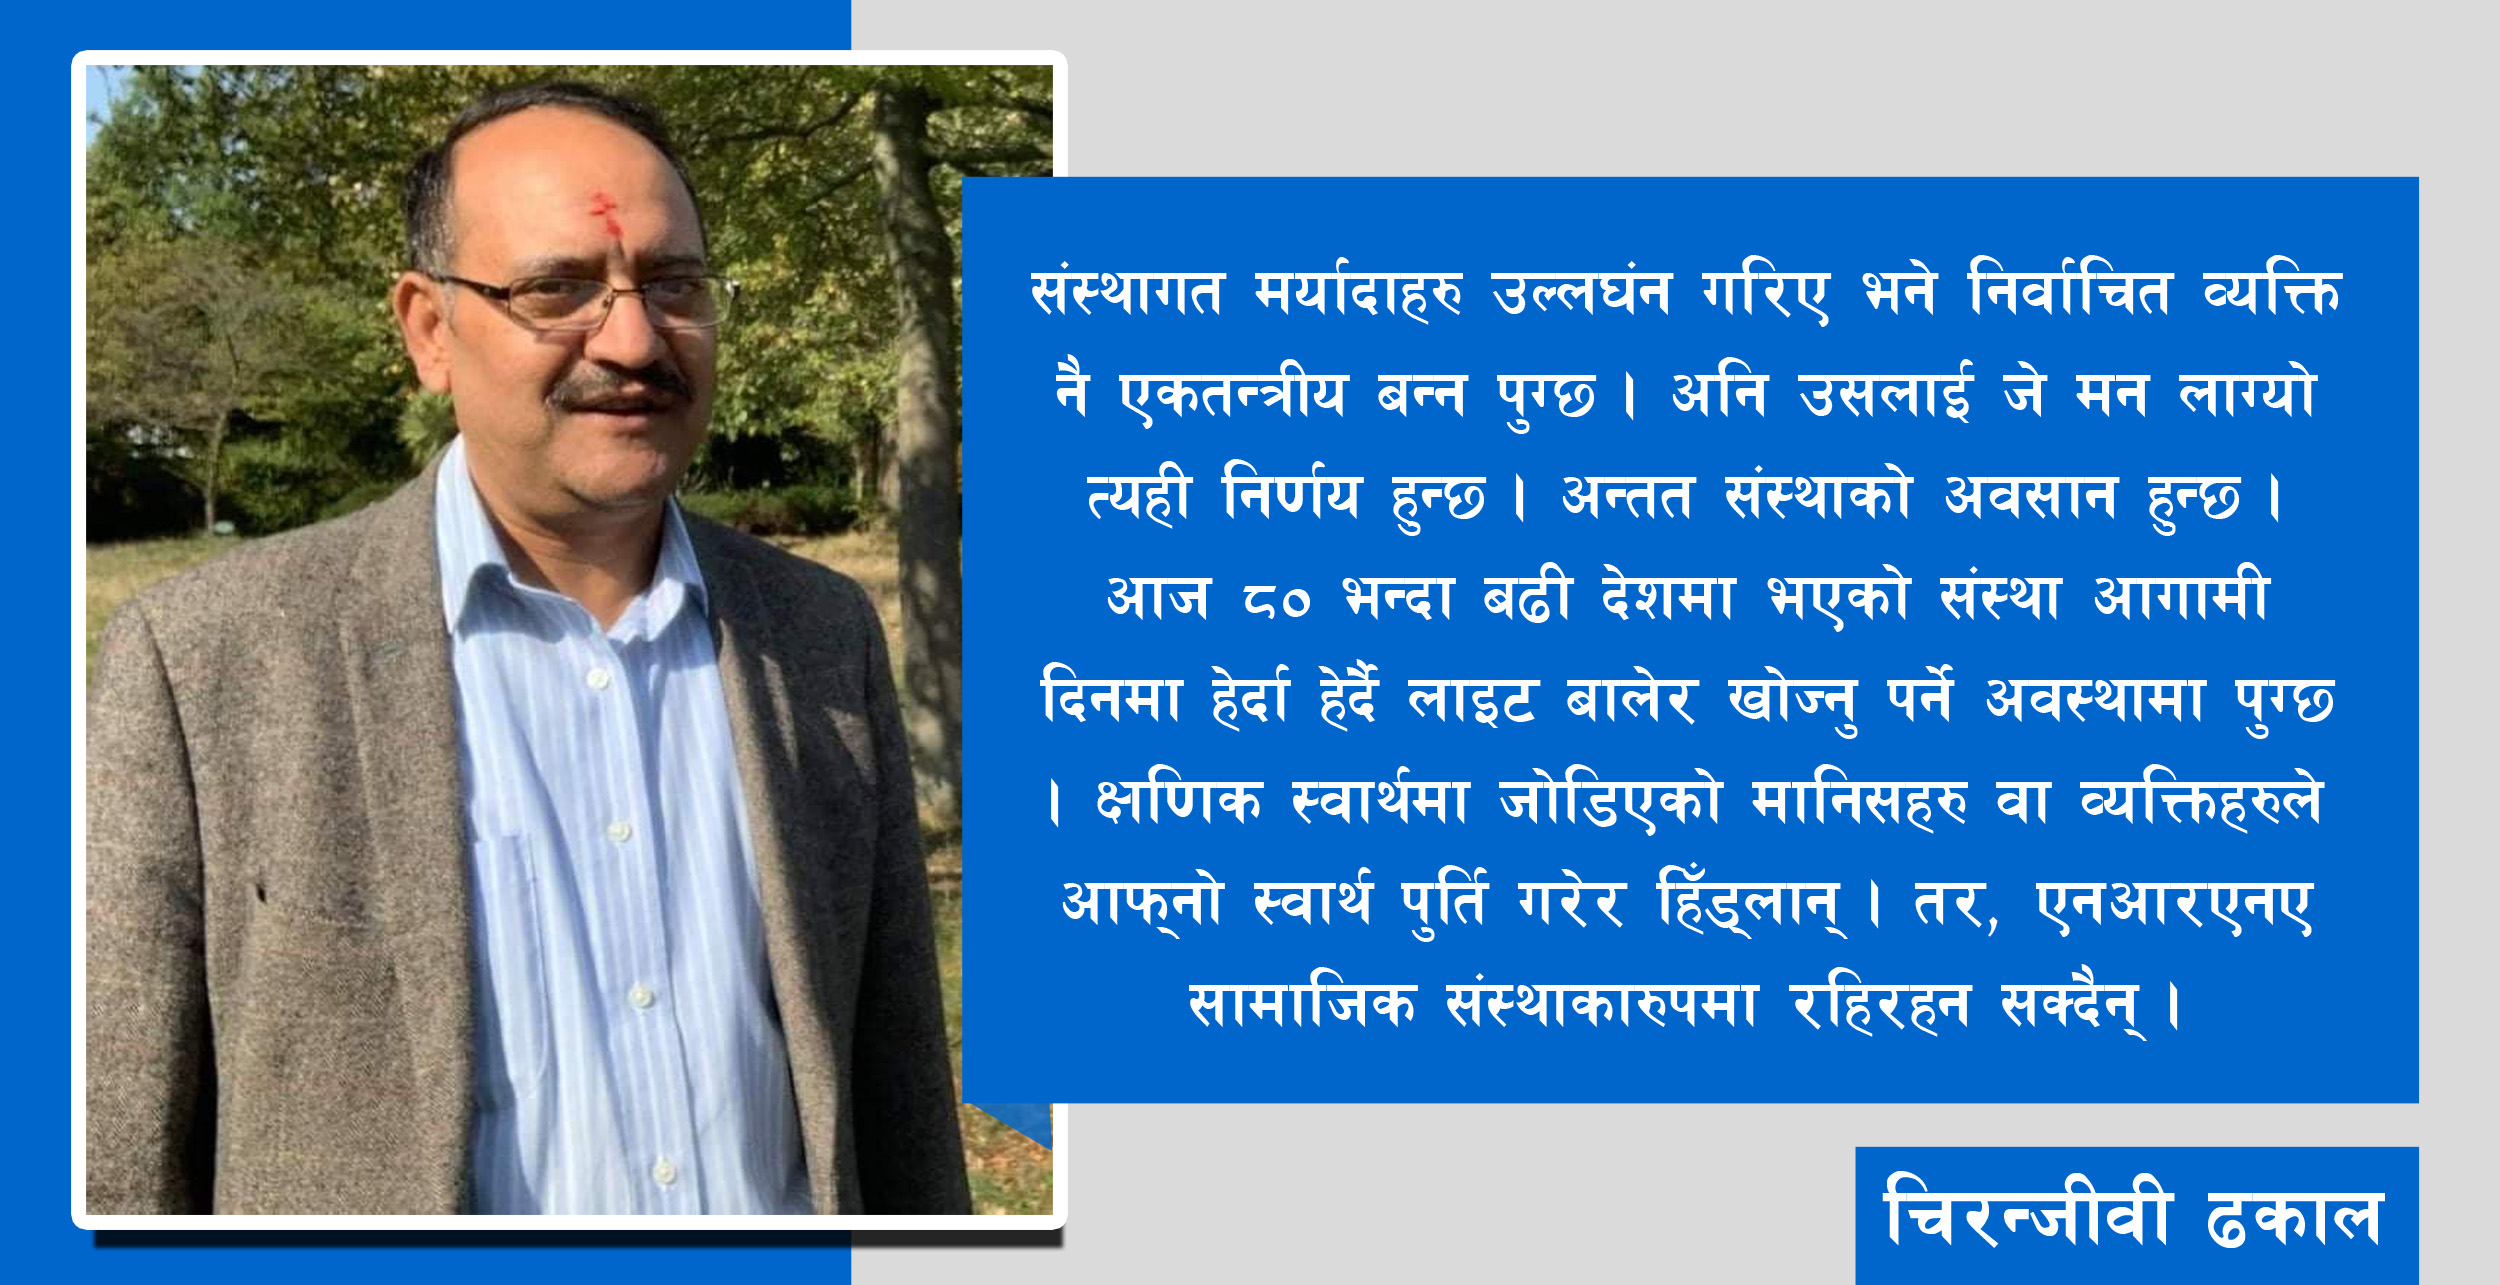 संस्थागत मर्यादाहरु उल्लघंन गरिए भने निर्वाचित व्यक्ति
नै एकतन्त्रीय बन्न पुग्छ । अनि उसलाई जे मन लाग्यो
त्यही निर्णय हुन्छ । अन्तत संस्थाको अवसान हुन्छ ।
आज ८० भन्दा बढी देशमा भएको संस्था आगामी
दिनमा हेर्दा हेर्दै लाइट बालेर खोज्नु पर्ने अवस्थामा पुग्छ
। क्षाणिक स्वार्थमा जोडिएको मानिसहरु वा व्यक्तिहरुले
आफ्नो स्वार्थ पुर्ति गरेर हिँड्लान् । तर, एनआरएनए
सामाजिक संस्थाकारुपमा रहिरहन सक्दैन् ।
चिरन्जीवी ढकाल